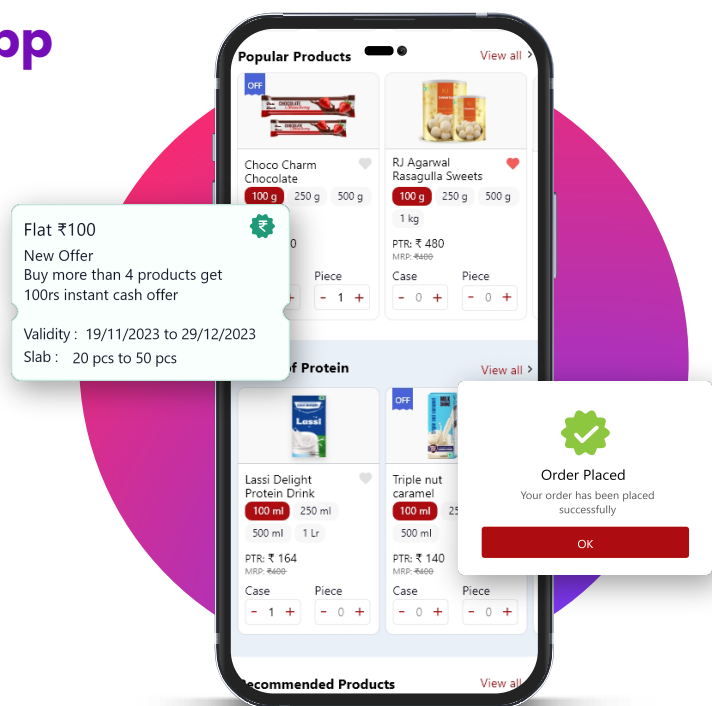 Popular Products
View all >
OFF
CHOCOLATE
Choco Charm
Chocolate
100 g 250 g 500 g
RJ Agarwal
Rasagulla Sweets
100 g 250 g 500 g
1 kg
PTR: ₹ 480
MRP: ₹400
Case Piece
- 0 + - 0 +
Piece
- 1 +
Flat ₹100
₹
New Offer
Buy more than 4 products get
100rs instant cash offer
Validity : 19/11/2023 to 29/12/2023
Slab : 20 pcs to 50 pcs
of Protein
View all >
Lassi
Lassi Delight
Protein Drink
100 ml 250 ml
500 ml 1 Lr
PTR: ₹ 164
MRP: ₹400
Case Piece
- 1 + - 0 +
OFF
Triple nut
caramel
100 ml 25
500 ml
PTR: ₹ 140
MRP: ₹400
Case Piece
- 0 + - 0 +
Order Placed
Your order has been placed
successfully
OK
Recommended Products
View all